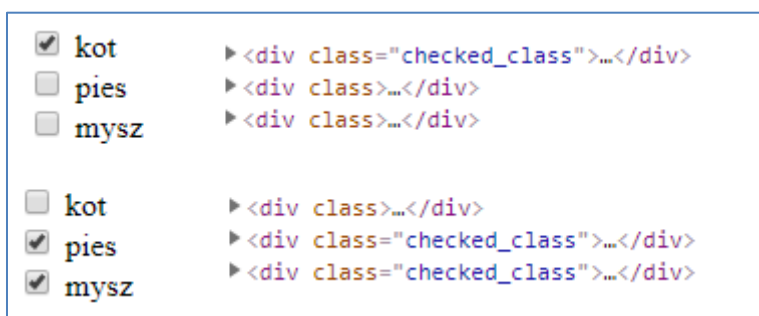 kot <div class="checked_class">…</div>
pies <div class>…</div>
mysz <div class>…</div>
kot <div class>…</div>
pies <div class="checked_class">…</div>
mysz <div class="checked_class">…</div>